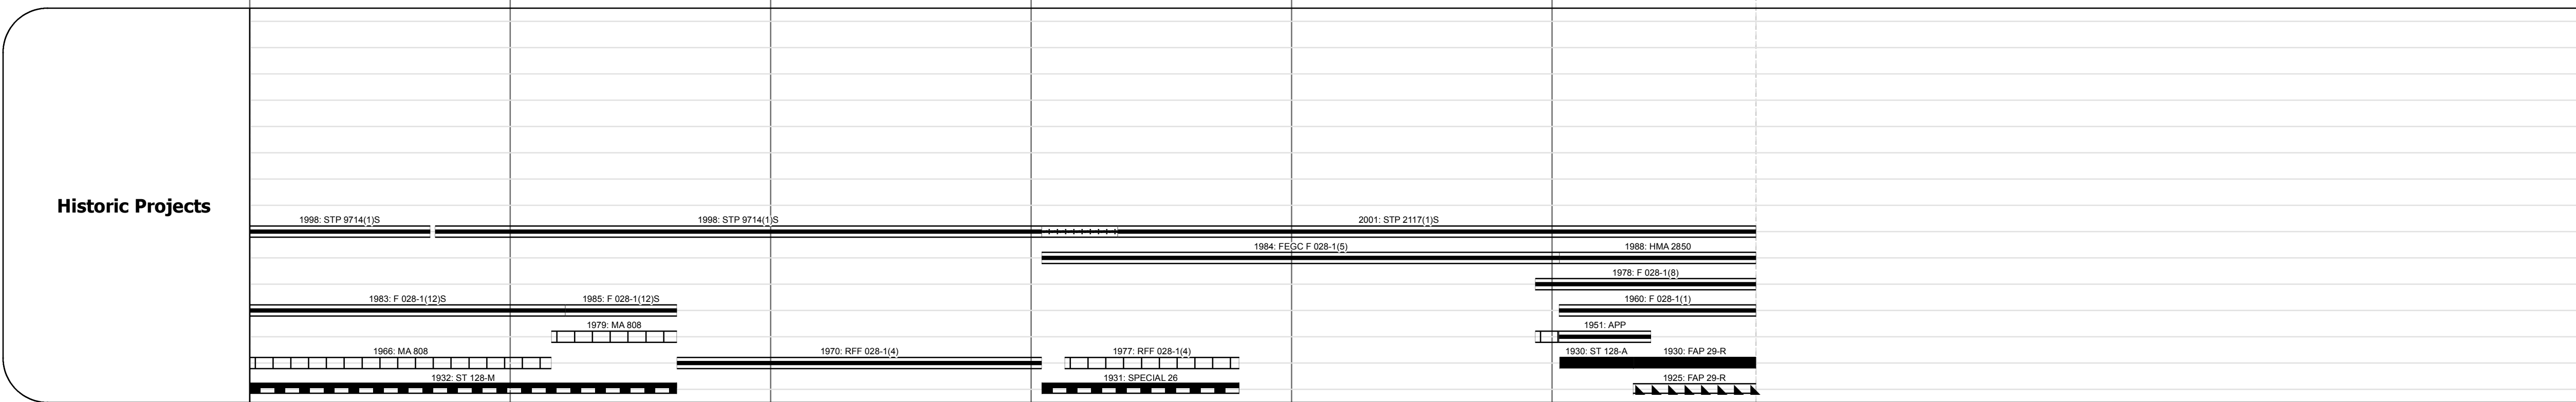 Historic Projects
1998: STP 9714(1)S
1998: STP 9714(1)S
2001: STP 2117(1)S
1984: FEGC F 028-1(5)
1988: HMA 2850
1978: F 028-1(8)
1983: F 028-1(12)S
1985: F 028-1(12)S
1960: F 028-1(1)
1979: MA 808
1951: APP
1966: MA 808
1970: RFF 028-1(4)
1977: RFF 028-1(4)
1930: ST 128-A
1930: FAP 29-R
1932: ST 128-M
1931: SPECIAL 26
1925: FAP 29-R